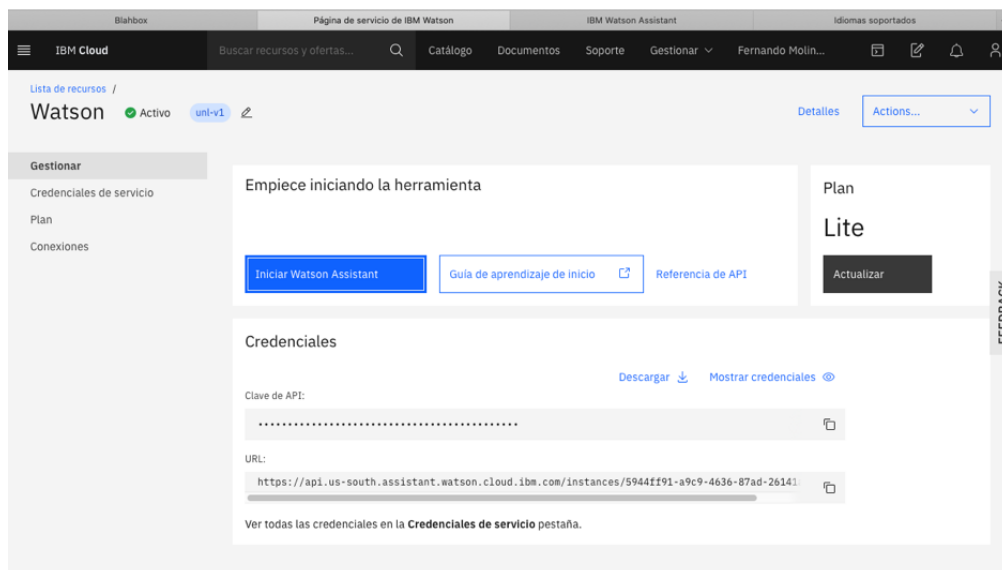 Blahbox
Página de servicio de IBM Watson
IBM Watson Assistant
Idiomas soportados
IBM Cloud
Buscar recursos y ofertas...
Catálogo
Documentos
Soporte
Gestionar
Fernando Molin...
Lista de recursos /
Watson
Activo
unl-v1
Detalles
Actions...
Gestionar
Credenciales de servicio
Plan
Conexiones
Empiece iniciando la herramienta
Iniciar Watson Assistant
Guía de aprendizaje de inicio
Referencia de API
Plan
Lite
Actualizar
FEEDBACK
Credenciales
Descargar
Mostrar credenciales
Clave de API:
URL:
https://api.us-south.assistant.watson.cloud.ibm.com/instances/5944ff91-a9c9-4636-87ad-26141
Ver todas las credenciales en la Credenciales de servicio pestaña.